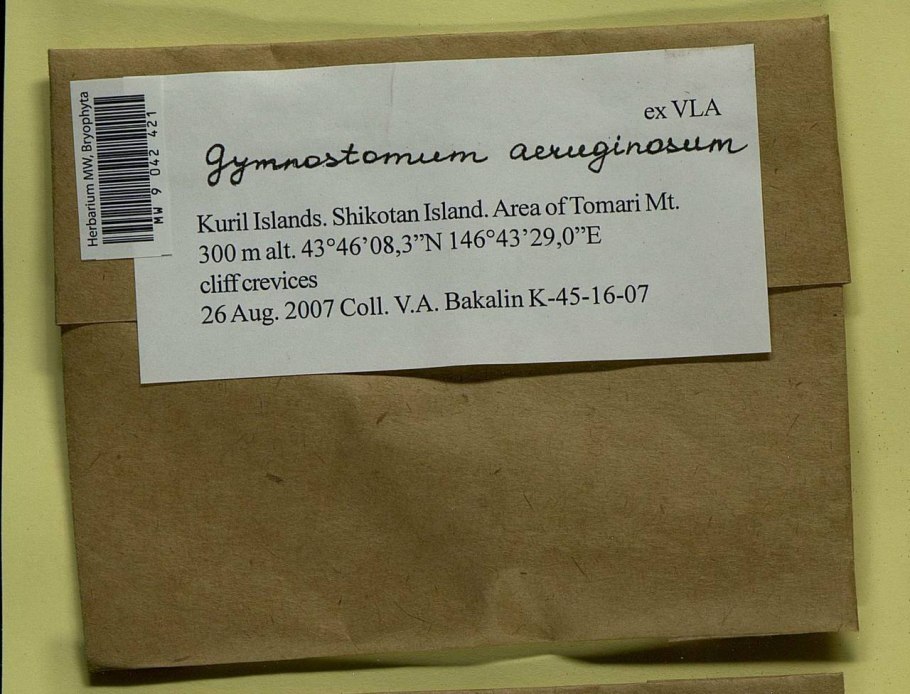 Herbarium MW, Bryophyta
MW 9 042 421
ex VLA
Gymnostomum aeruginosum
Kuril Islands. Shikotan Island. Area of Tomari Mt.
300 m alt. 43°46’08,3”N 146°43’29,0”E
cliff crevices
26 Aug. 2007 Coll. V.A. Bakalin K-45-16-07